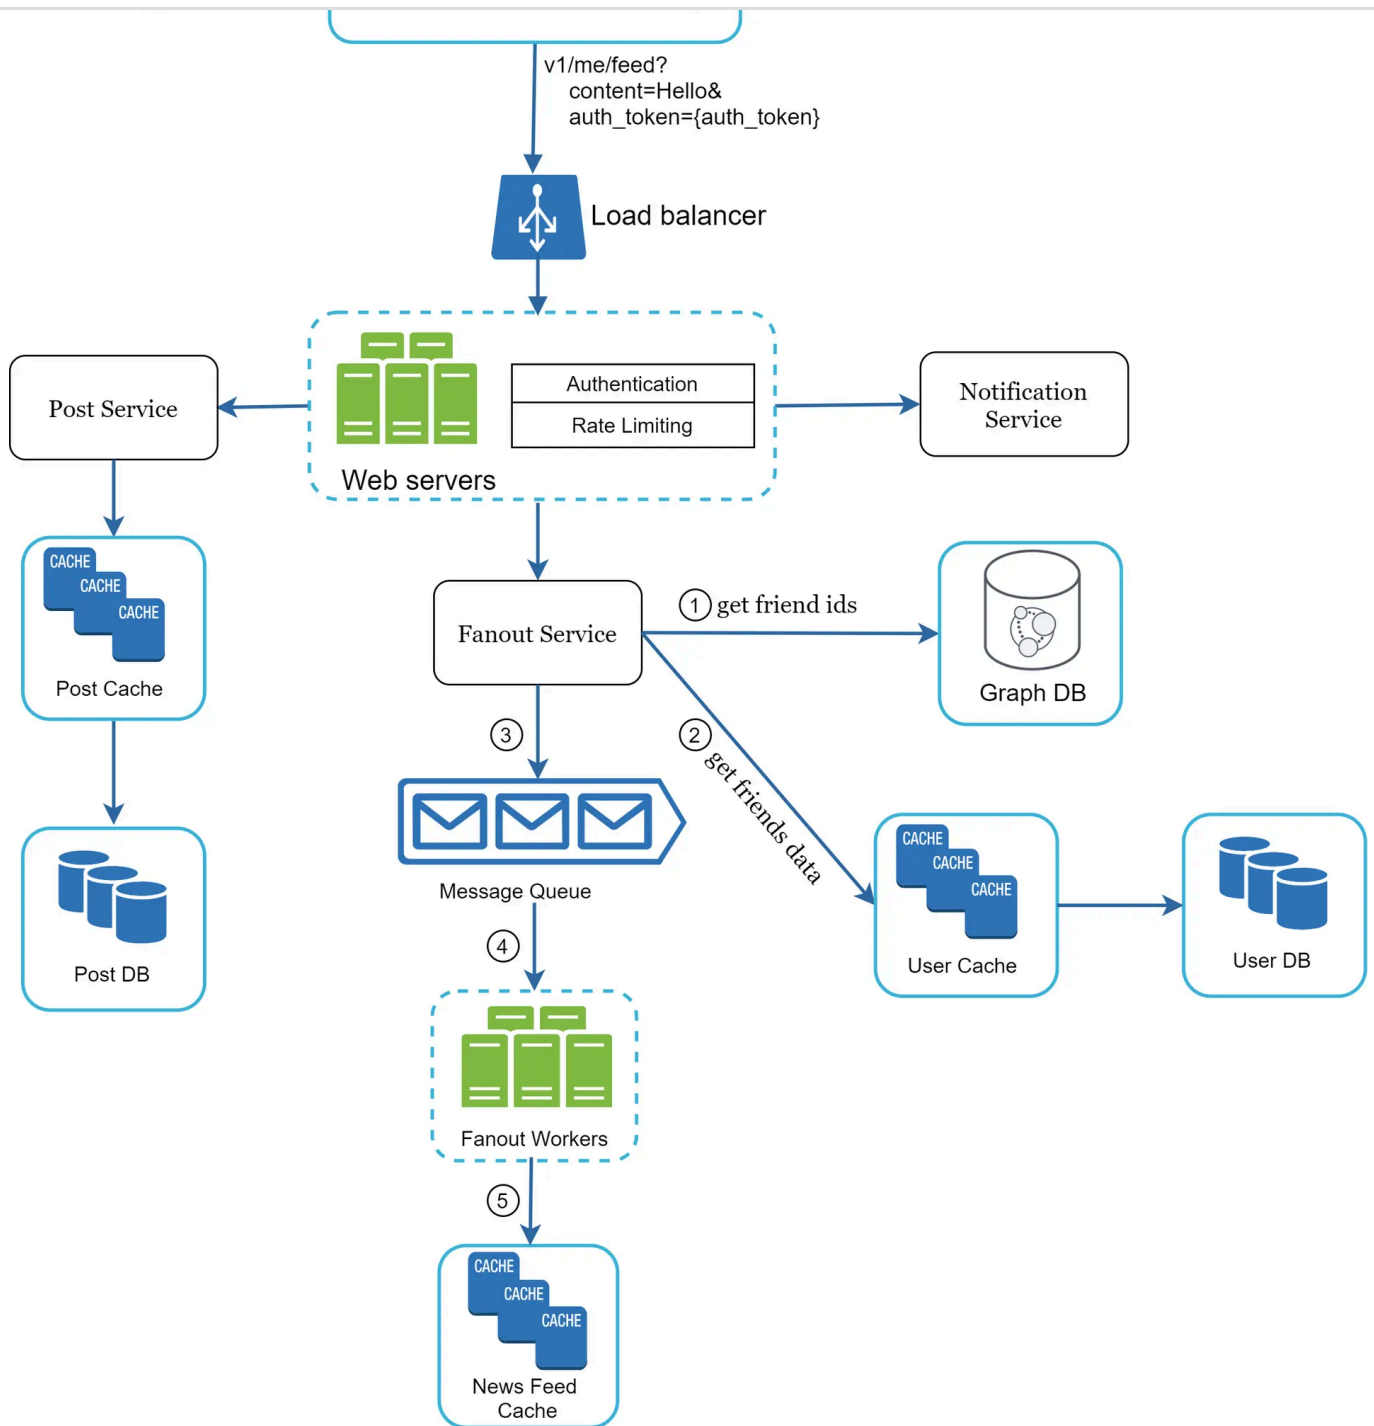 v1/me/feed?
content=Hello&
auth_token={auth_token}
Load balancer
Authentication
Rate Limiting
Web servers
Post Service
Notification
Service
CACHE
CACHE
CACHE
Post Cache
Post DB
Fanout Service
1 get friend ids
Graph DB
2 get friends data
3
Message Queue
CACHE
CACHE
CACHE
User Cache
User DB
4
Fanout Workers
5
CACHE
CACHE
CACHE
News Feed
Cache